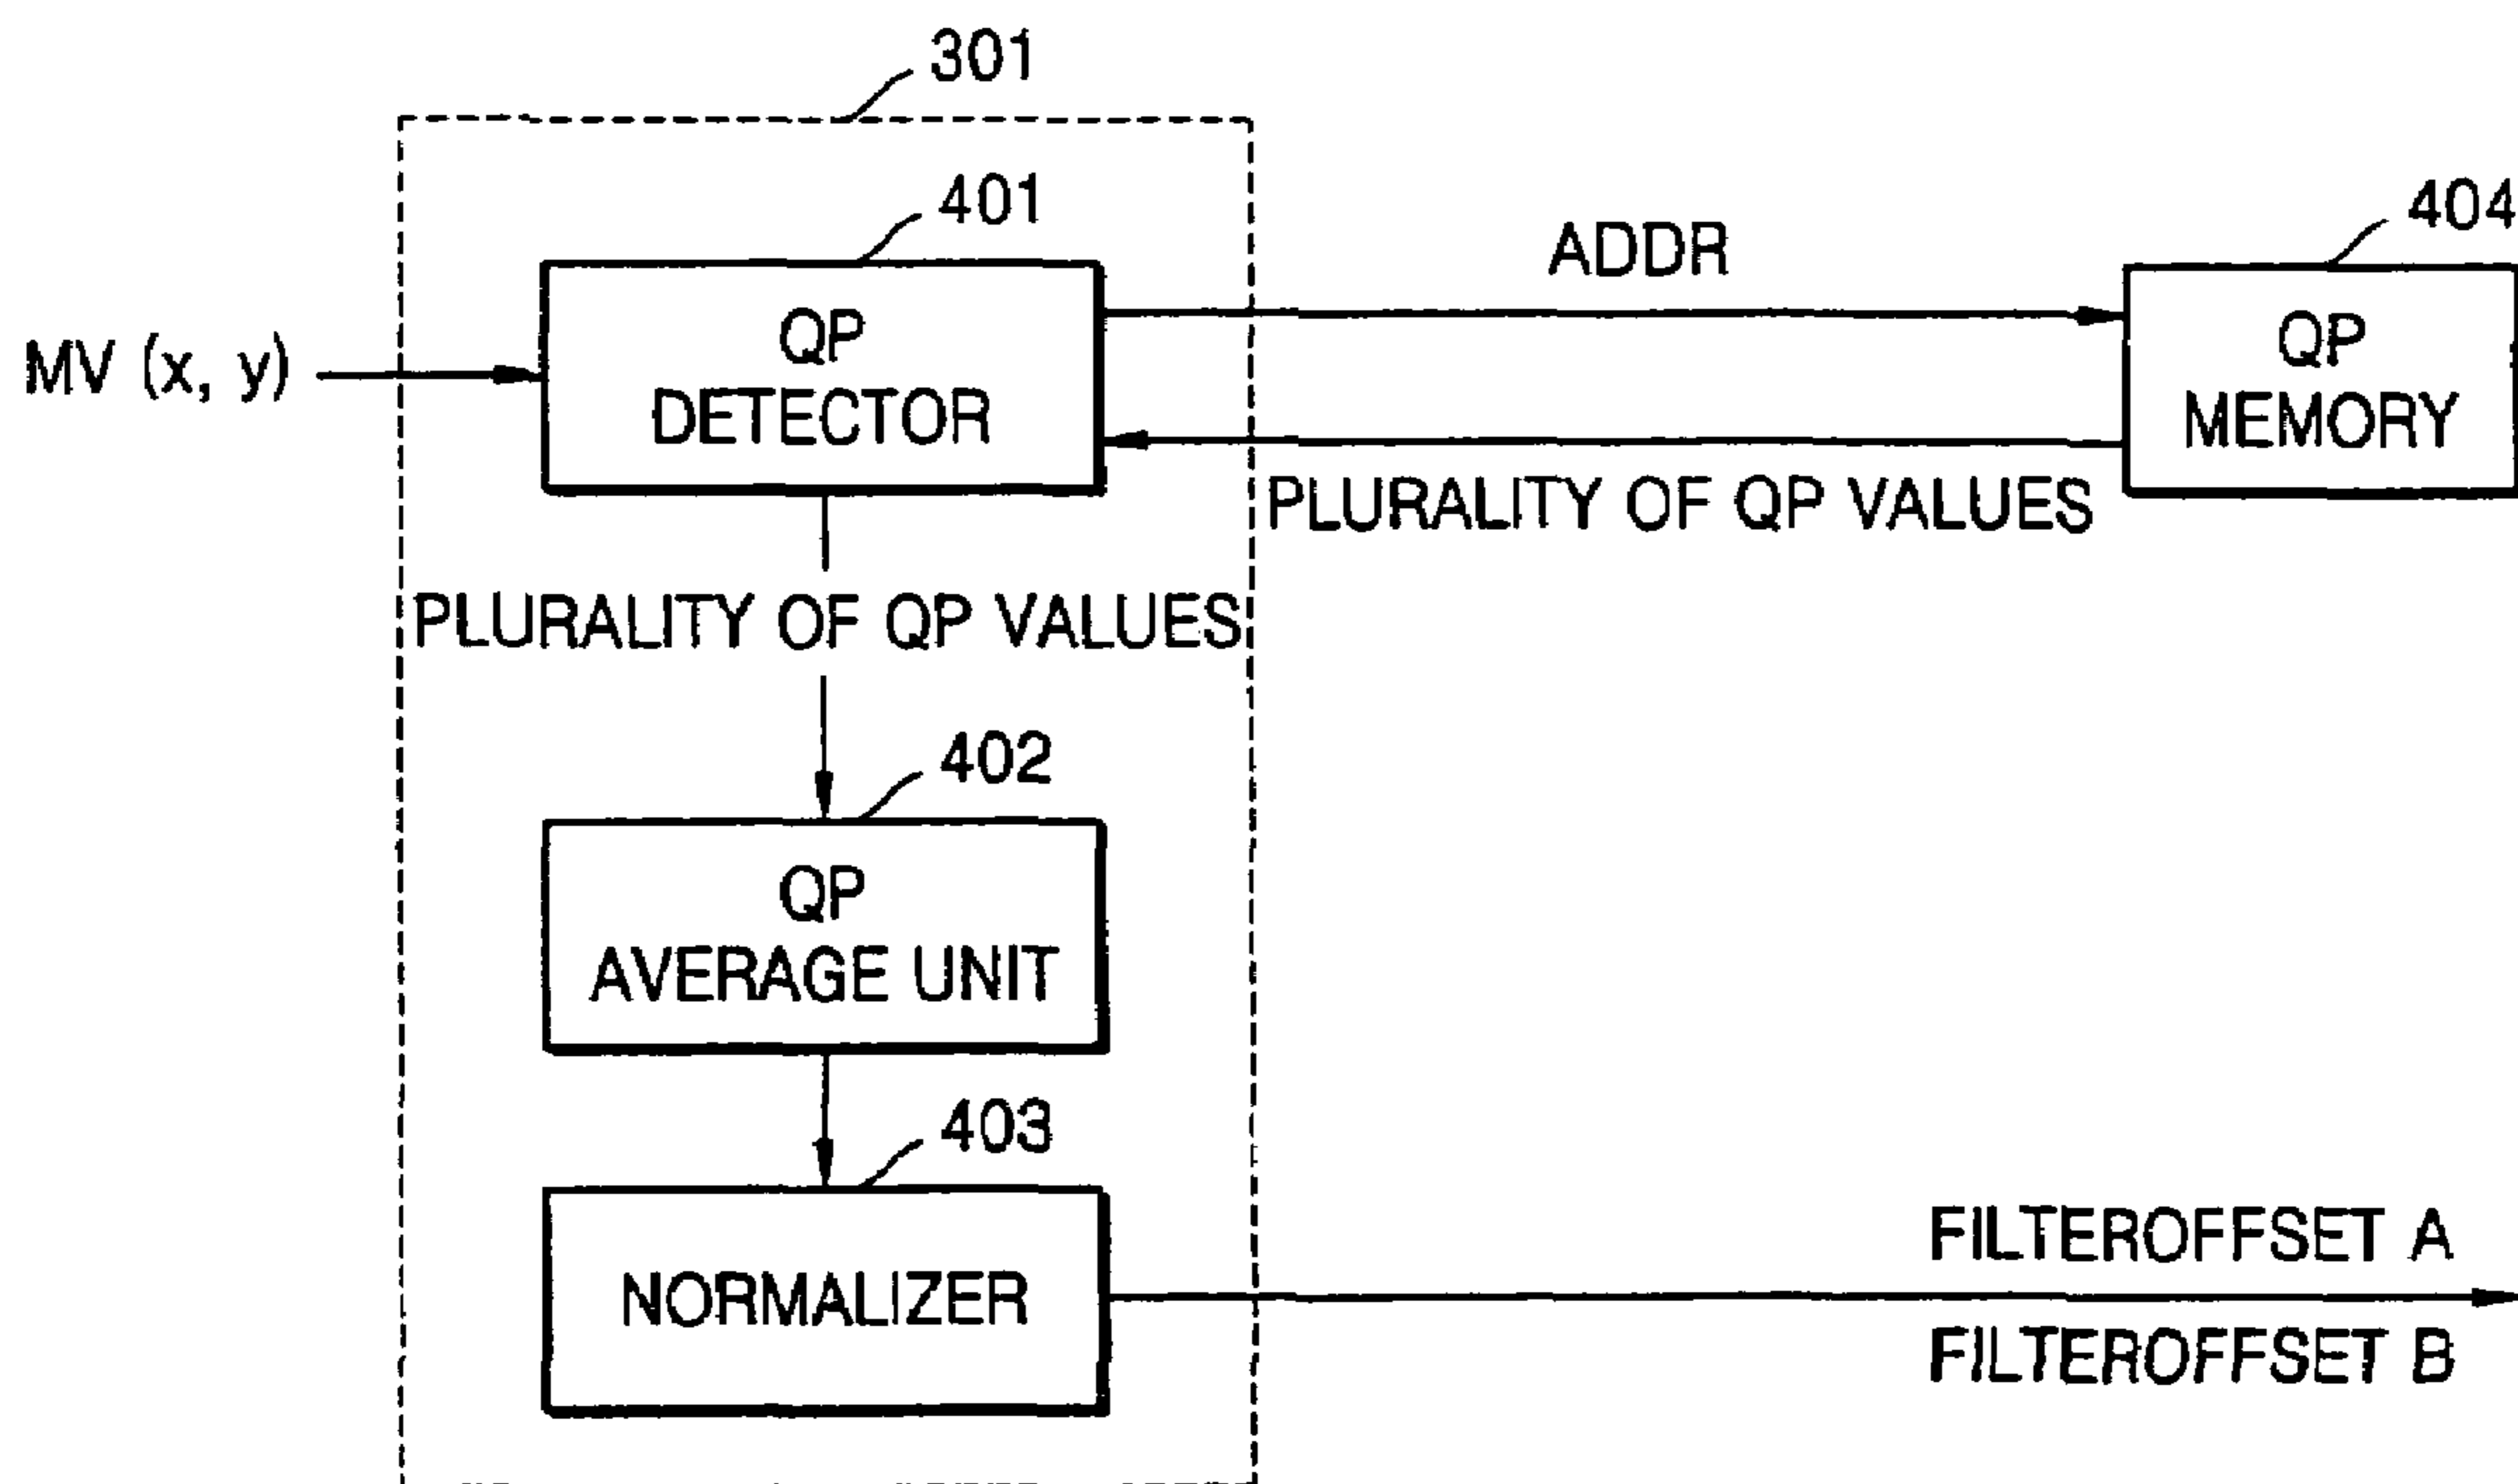 301
401
404
ADDR
MV (x, y)
QP
DETECTOR
QP
MEMORY
PLURALITY OF QP VALUES
PLURALITY OF QP VALUES
402
QP
AVERAGE UNIT
403
NORMALIZER
FILTEROFFSET A
FILTEROFFSET B